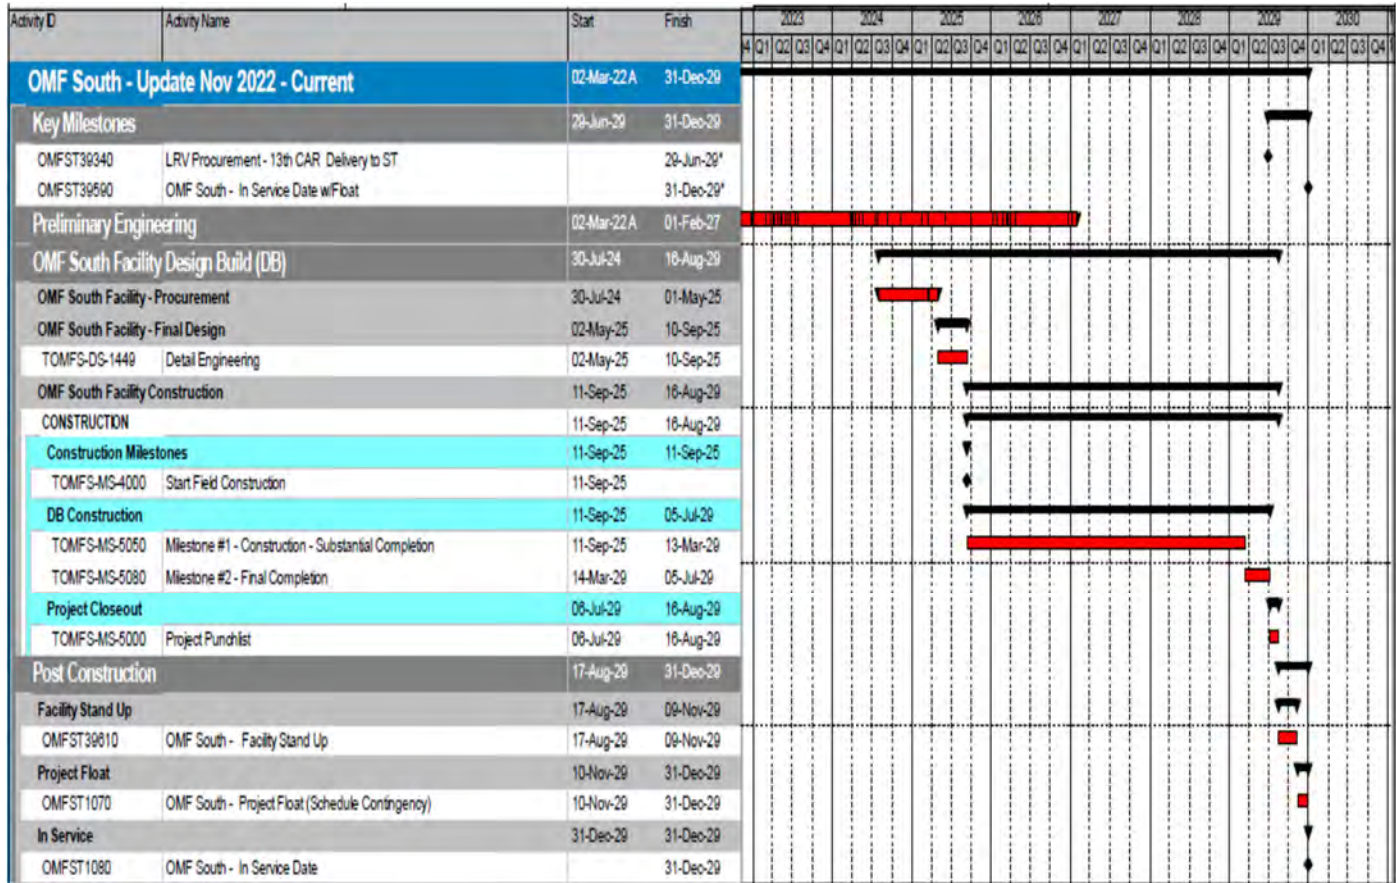 Activity ID Activity Name Start Finish 2023 2024 2025 2026 2027 2028 2029 2030
Q4 Q1 Q2 Q3 Q4 Q1 Q2 Q3 Q4 Q1 Q2 Q3 Q4 Q1 Q2 Q3 Q4 Q1 Q2 Q3 Q4 Q1 Q2 Q3 Q4 Q1 Q2 Q3 Q4 Q1 Q2 Q3 Q4
OMF South - Update Nov 2022 - Current 02-Mar-22 A 31-Dec-29
Key Milestones 29-Jun-29 31-Dec-29
OMFST39340 LRV Procurement - 13th CAR Delivery to ST 29-Jun-29*
OMFST39590 OMF South - In Service Date w/Float 31-Dec-29*
Preliminary Engineering 02-Mar-22 A 01-Feb-27
OMF South Facility Design Build (DB) 30-Jul-24 16-Aug-29
OMF South Facility - Procurement 30-Jul-24 01-May-25
OMF South Facility - Final Design 02-May-25 10-Sep-25
TOMFS-DS-1449 Detail Engineering 02-May-25 10-Sep-25
OMF South Facility Construction 11-Sep-25 16-Aug-29
CONSTRUCTION 11-Sep-25 16-Aug-29
Construction Milestones 11-Sep-25 11-Sep-25
TOMFS-MS-4000 Start Field Construction 11-Sep-25
DB Construction 11-Sep-25 05-Jul-29
TOMFS-MS-5050 Milestone #1 - Construction - Substantial Completion 11-Sep-25 13-Mar-29
TOMFS-MS-5080 Milestone #2 - Final Completion 14-Mar-29 05-Jul-29
Project Closeout 06-Jul-29 16-Aug-29
TOMFS-MS-5000 Project Punchlist 06-Jul-29 16-Aug-29
Post Construction 17-Aug-29 31-Dec-29
Facility Stand Up 17-Aug-29 09-Nov-29
OMFST39610 OMF South - Facility Stand Up 17-Aug-29 09-Nov-29
Project Float 10-Nov-29 31-Dec-29
OMFST1070 OMF South - Project Float (Schedule Contingency) 10-Nov-29 31-Dec-29
In Service 31-Dec-29 31-Dec-29
OMFST1080 OMF South - In Service Date 31-Dec-29